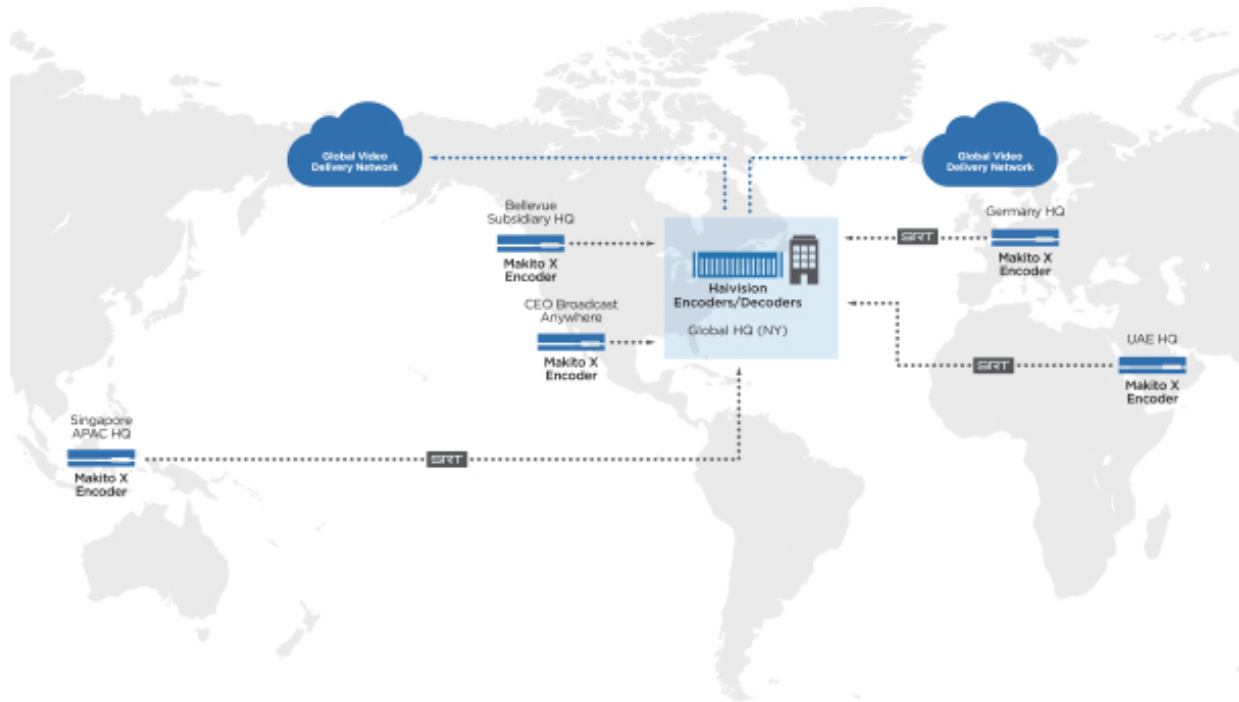 Global Video
Delivery Network
Global Video
Delivery Network
Bellevue
Subsidiary HQ
Makito X
Encoder
CEO Broadcast
Anywhere
Makito X
Encoder
Haivision
Encoders/Decoders
Global HQ (NY)
Germany HQ
SRT
Makito X
Encoder
UAE HQ
SRT
Makito X
Encoder
Singapore
APAC HQ
SRT
Makito X
Encoder